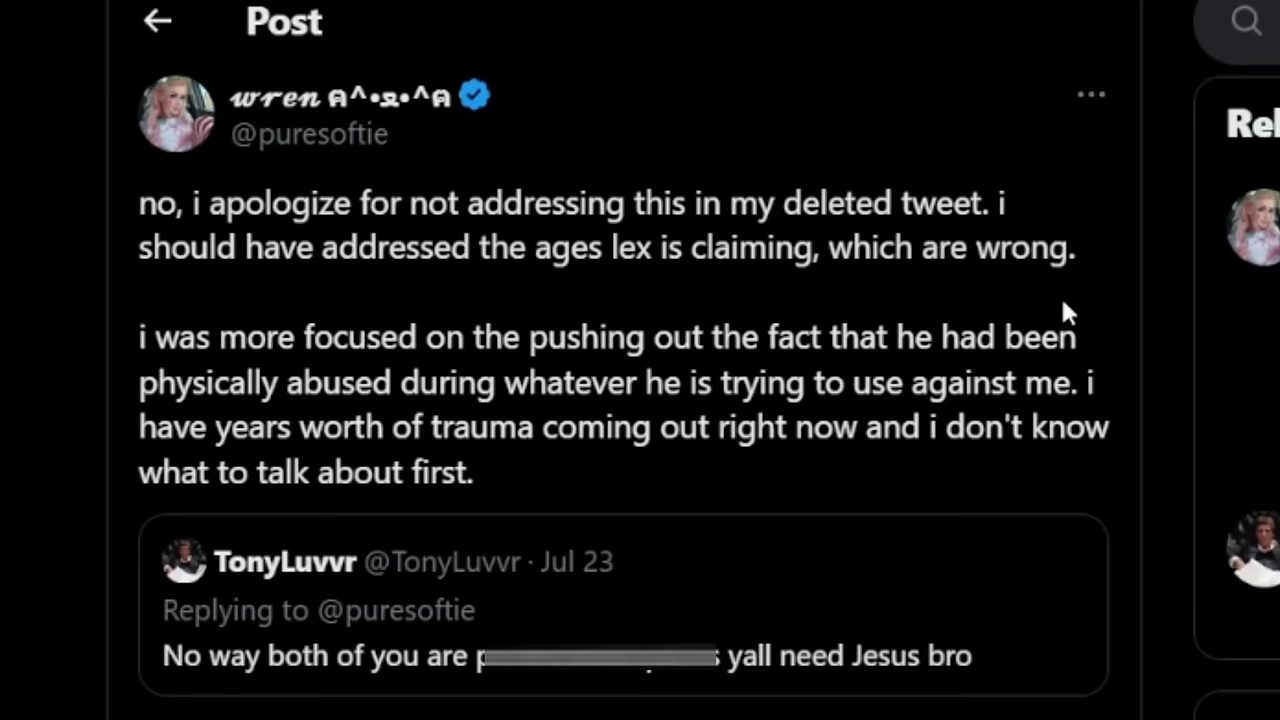 Post
𝔀𝓻𝓮𝓷 ฅ^•ﻌ•^ฅ
@puresoftie
no, i apologize for not addressing this in my deleted tweet. i
should have addressed the ages lex is claiming, which are wrong.
i was more focused on the pushing out the fact that he had been
physically abused during whatever he is trying to use against me. i
have years worth of trauma coming out right now and i don't know
what to talk about first.
TonyLuvvr @TonyLuvvr · Jul 23
Replying to @puresoftie
No way both of you are yall need Jesus bro